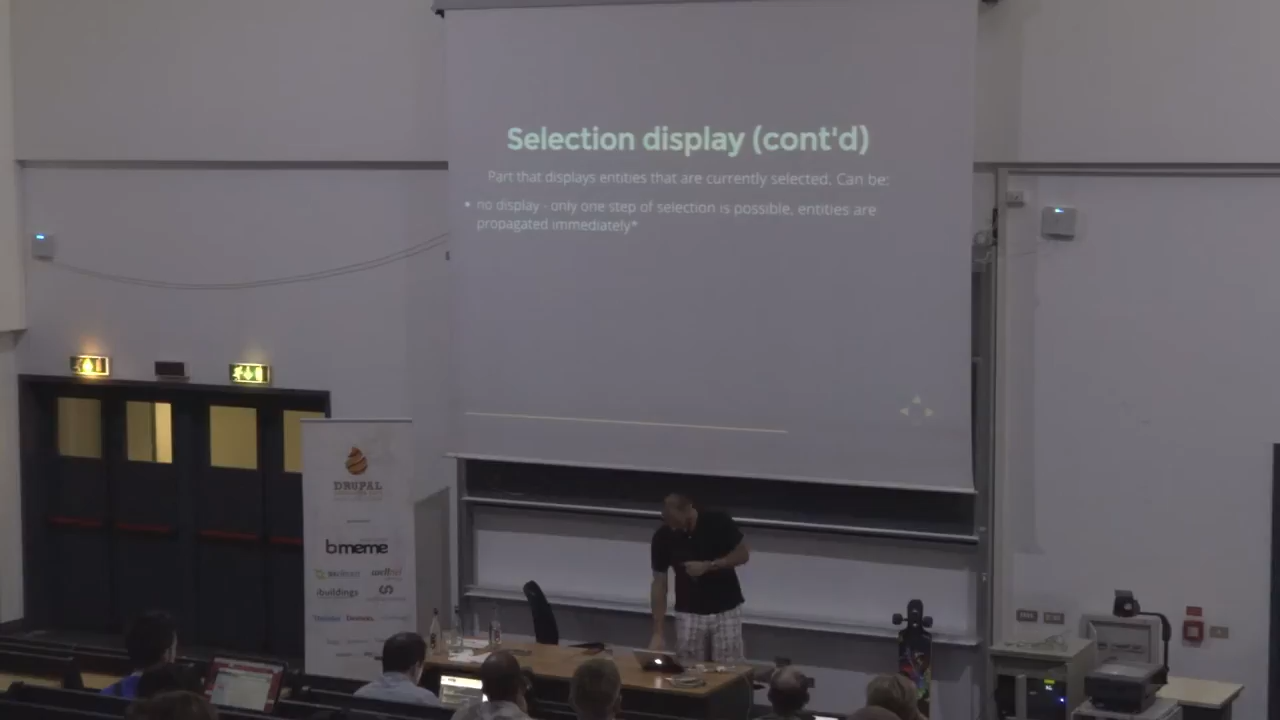 Selection display (cont'd)
Part that displays entities that are currently selected. Can be:
• no display - only one step of selection is possible, entities are
propagated immediately*
DRUPAL
bmeme
ibuildings